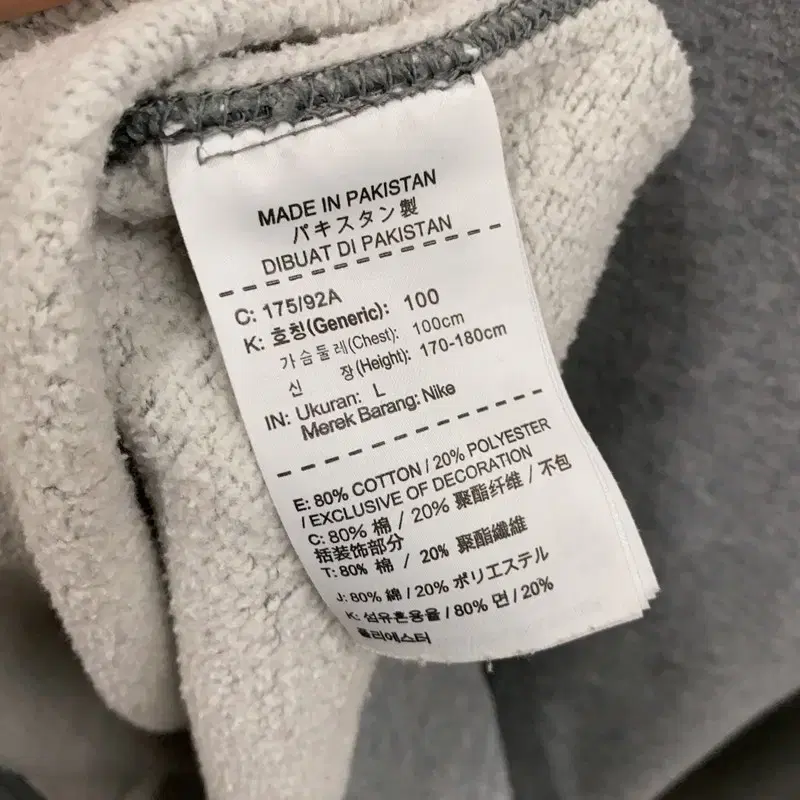 MADE IN PAKISTAN
パキスタン製
DIBUAT DI PAKISTAN
C: 175/92A
K: 호칭(Generic): 100
가슴둘레(Chest): 100cm
신 장(Height): 170-180cm
IN: Ukuran: L
Merek Barang: Nike
E: 80% COTTON / 20% POLYESTER
/ EXCLUSIVE OF DECORATION
C: 80% 棉 / 20% 聚酯纤维 / 不包
括装饰部分
T: 80% 棉 / 20% 聚酯纖維
J: 80% 綿 / 20% ポリエステル
K: 섬유혼용율 / 80% 면 / 20%
폴리에스터